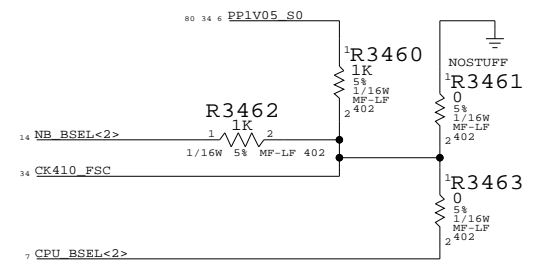 80 34 6 PP1V05_S0
1 R3460
1K
5%
1/16W
MF-LF
2 402
NOSTUFF
1 R3461
0
5%
1/16W
MF-LF
2 402
R3462
14 NB_BSEL<2> 1 1K 2
1/16W 5% MF-LF 402
34 CK410_FSC
1 R3463
0
5%
1/16W
MF-LF
2 402
7 CPU_BSEL<2>